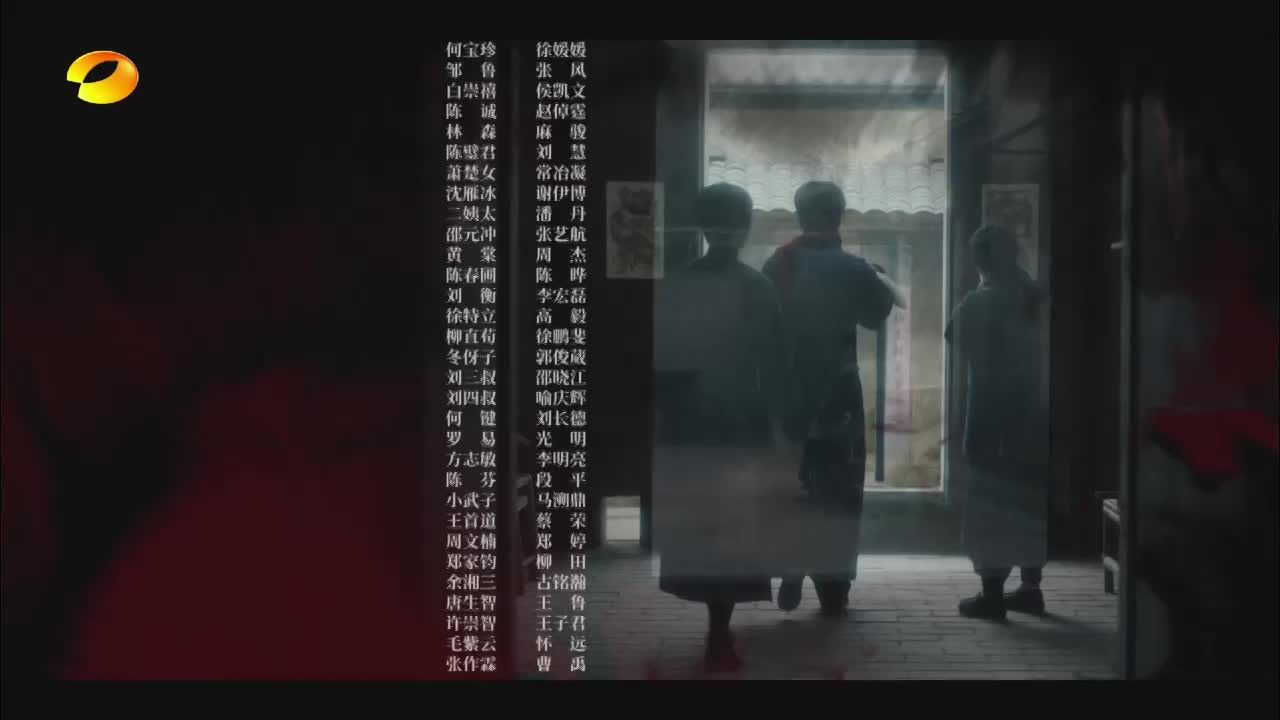 何宝珍 徐媛媛
邹 鲁 张 风
白崇禧 侯凯文
陈 诚 赵倬霆
林 森 麻 骏
陈璧君 刘 慧
萧楚女 常冶凝
沈雁冰 谢伊博
二姨太 潘 丹
邵元冲 张艺航
黄 棠 周 杰
陈春圃 陈 晔
刘 衡 李宏磊
徐特立 高 毅
柳直荀 徐鹏斐
冬伢子 郭俊葳
刘三叔 邵晓江
刘四叔 喻庆辉
何 键 刘长德
罗 易 光 明
方志敏 李明亮
陈 芬 段 平
小武子 马溯鼎
王首道 蔡 荣
周文楠 郑 婷
郑家钧 柳 田
余湘三 古铭瀚
唐生智 王 鲁
许崇智 王子君
毛紫云 怀 远
张作霖 曹 禹